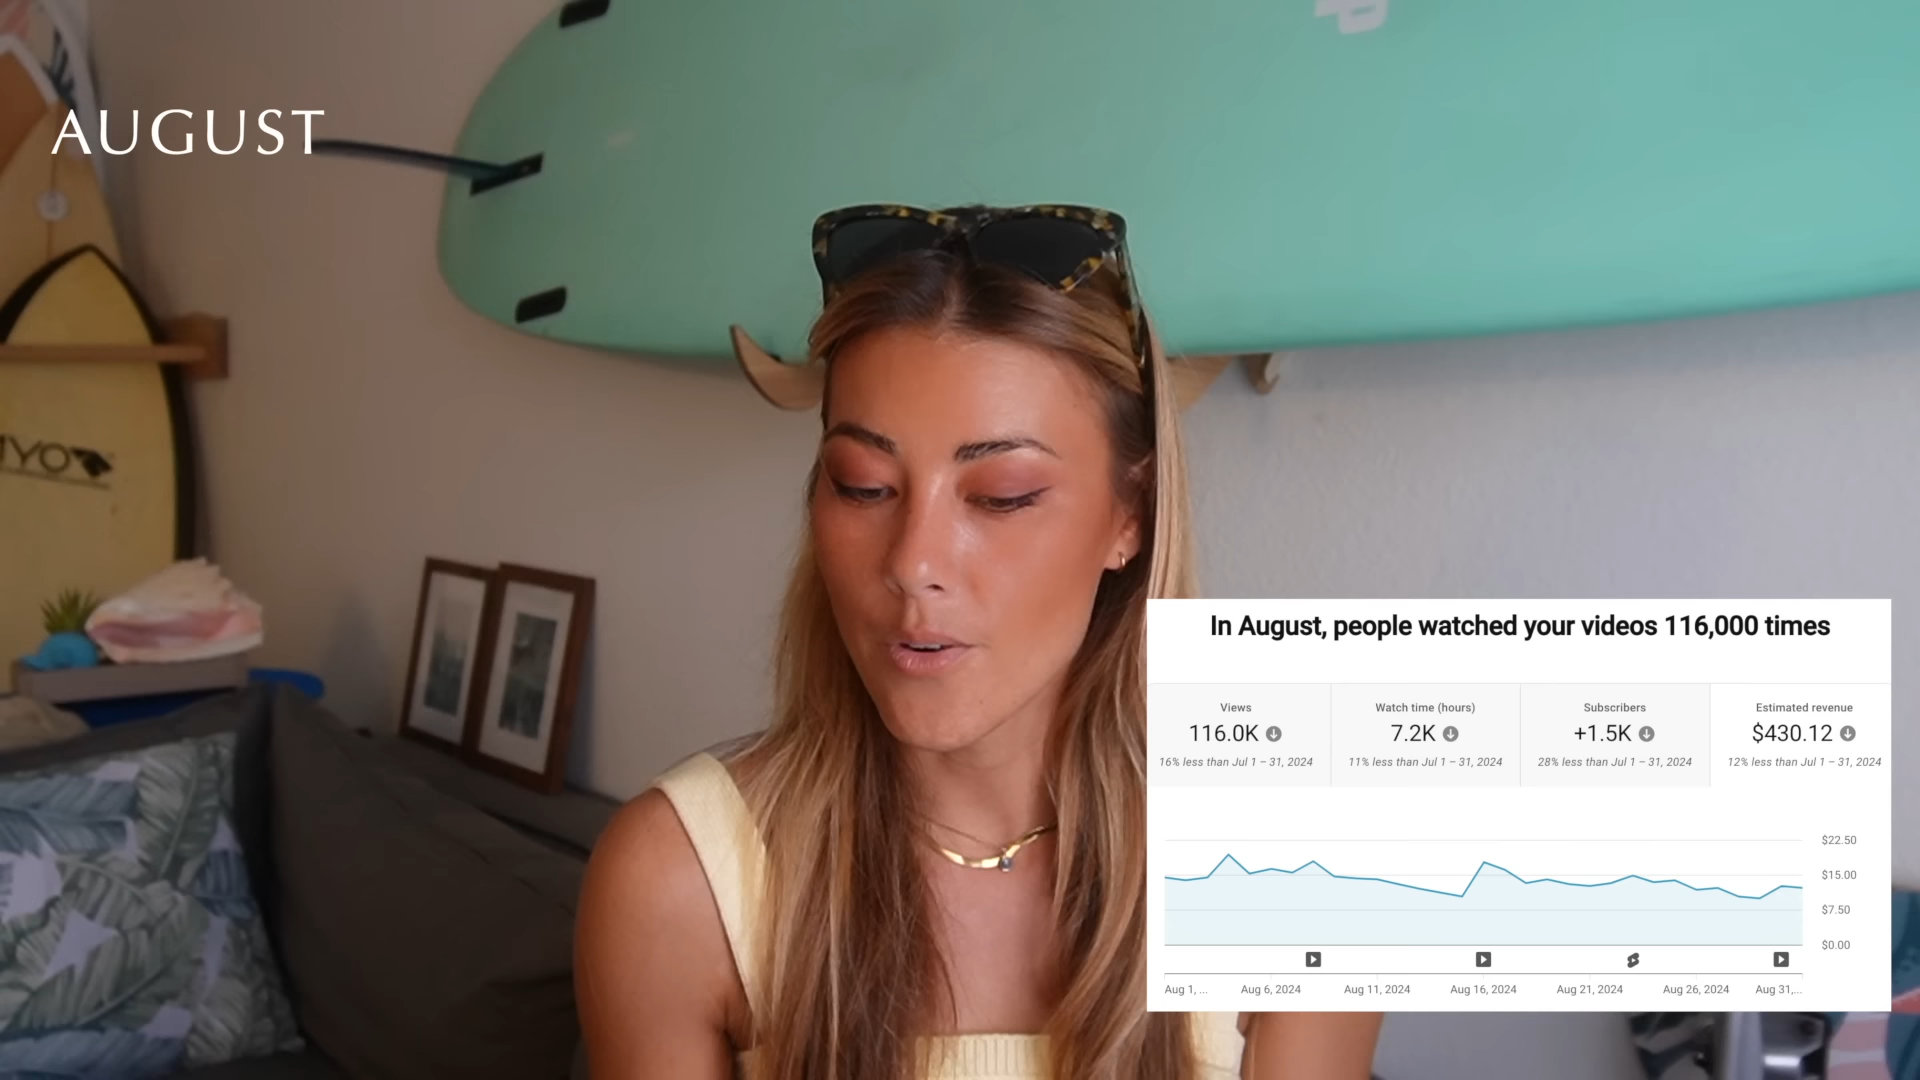 AUGUST
In August, people watched your videos 116,000 times
Views
116.0K
16% less than Jul 1 – 31, 2024
Watch time (hours)
7.2K
11% less than Jul 1 – 31, 2024
Subscribers
+1.5K
28% less than Jul 1 – 31, 2024
Estimated revenue
$430.12
12% less than Jul 1 – 31, 2024
$22.50
$15.00
$7.50
$0.00
Aug 1, ...
Aug 6, 2024
Aug 11, 2024
Aug 16, 2024
Aug 21, 2024
Aug 26, 2024
Aug 31,...